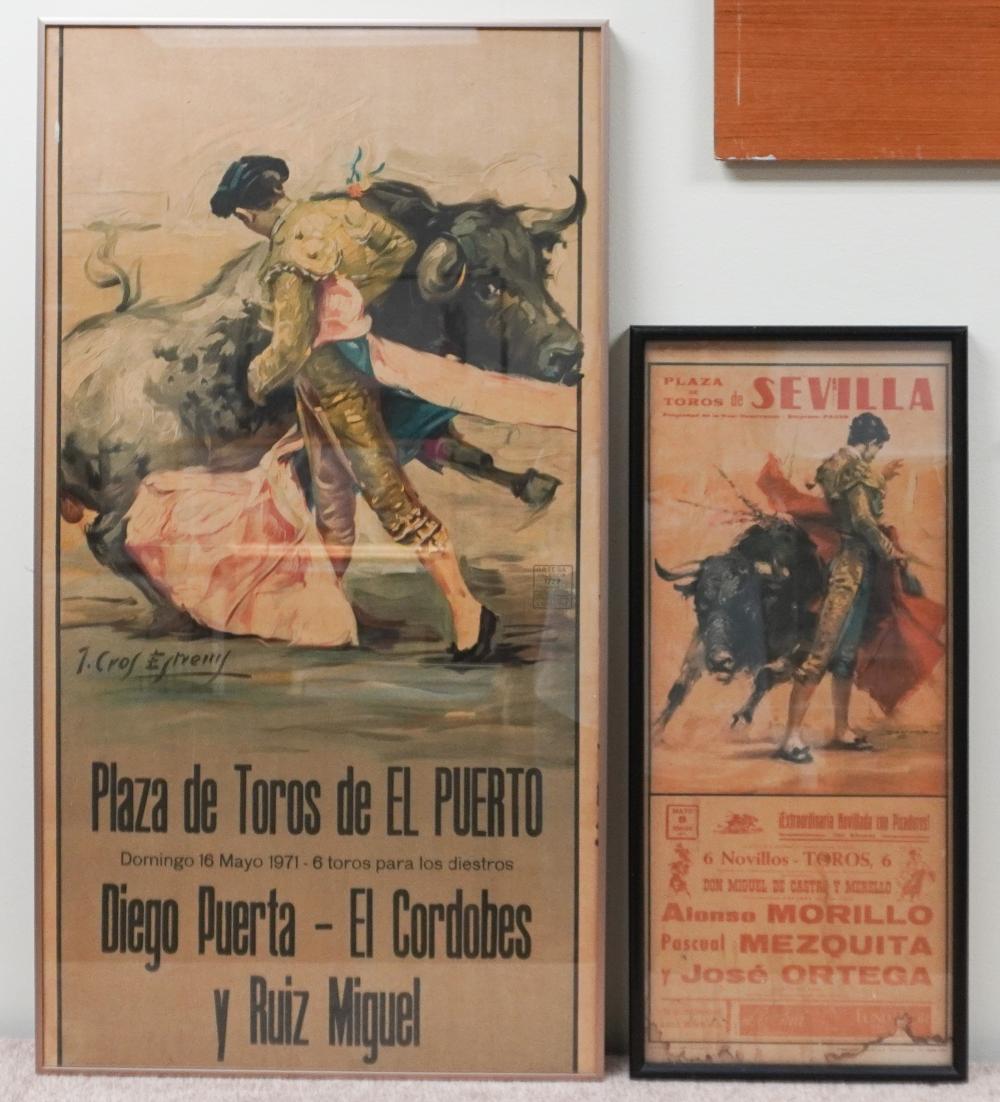 J. Cros Estrems
Plaza de Toros de EL PUERTO
Domingo 16 Mayo 1971 - 6 toros para los diestros
Diego Puerta - El Cordobes
y Ruiz Miguel
PLAZA
DE
TOROS de SEVILLA
MAYO
9
¡Extraordinaria Novillada con Picadores!
6 Novillos - TOROS, 6
DON MIGUEL DE CASTRO Y MERELLO
Alonso MORILLO
Pascual MEZQUITA
y José ORTEGA